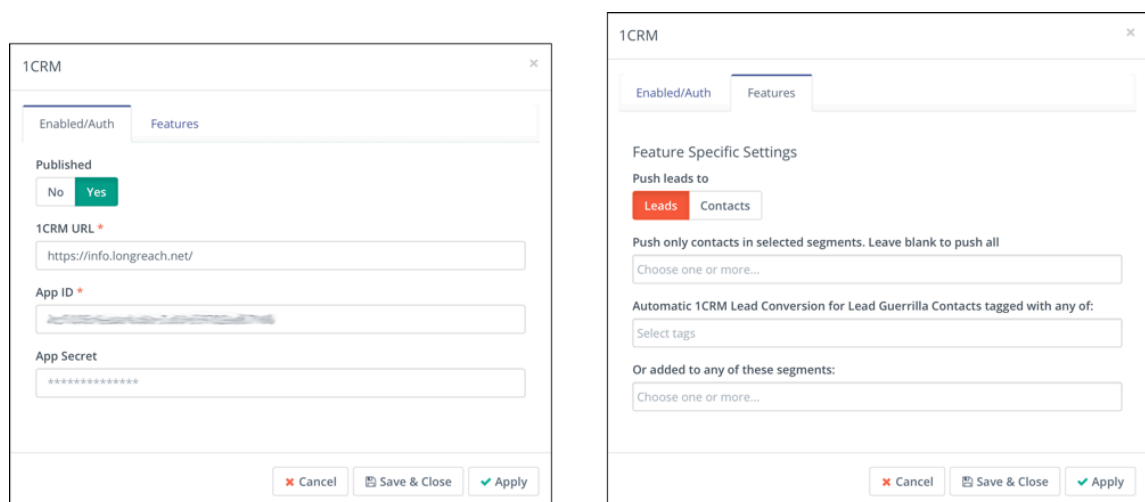 1CRM ×
Enabled/Auth Features
Published
No Yes
1CRM URL *
https://info.longreach.net/
App ID *
App Secret
**************
Cancel Save & Close Apply
1CRM ×
Enabled/Auth Features
Feature Specific Settings
Push leads to
Leads Contacts
Push only contacts in selected segments. Leave blank to push all
Choose one or more...
Automatic 1CRM Lead Conversion for Lead Guerrilla Contacts tagged with any of:
Select tags
Or added to any of these segments:
Choose one or more...
Cancel Save & Close Apply